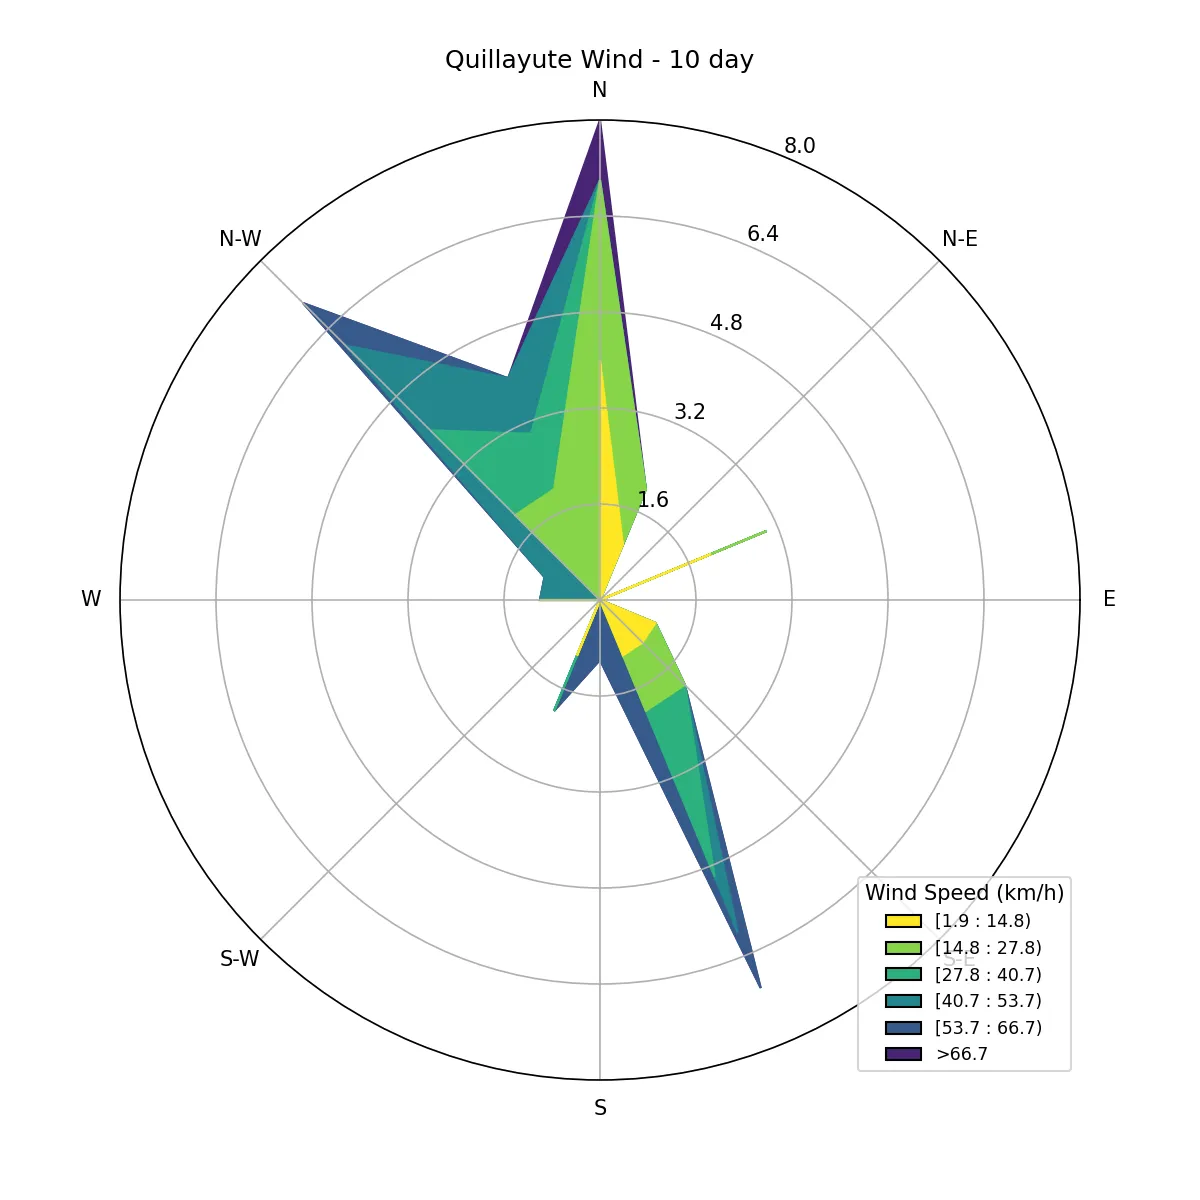 Quillayute Wind - 10 day
N
8.0
N-W
6.4
N-E
4.8
3.2
1.6
W
E
Wind Speed (km/h)
[1.9 : 14.8)
[14.8 : 27.8)
S-W
S-E
[27.8 : 40.7)
[40.7 : 53.7)
[53.7 : 66.7)
>66.7
S